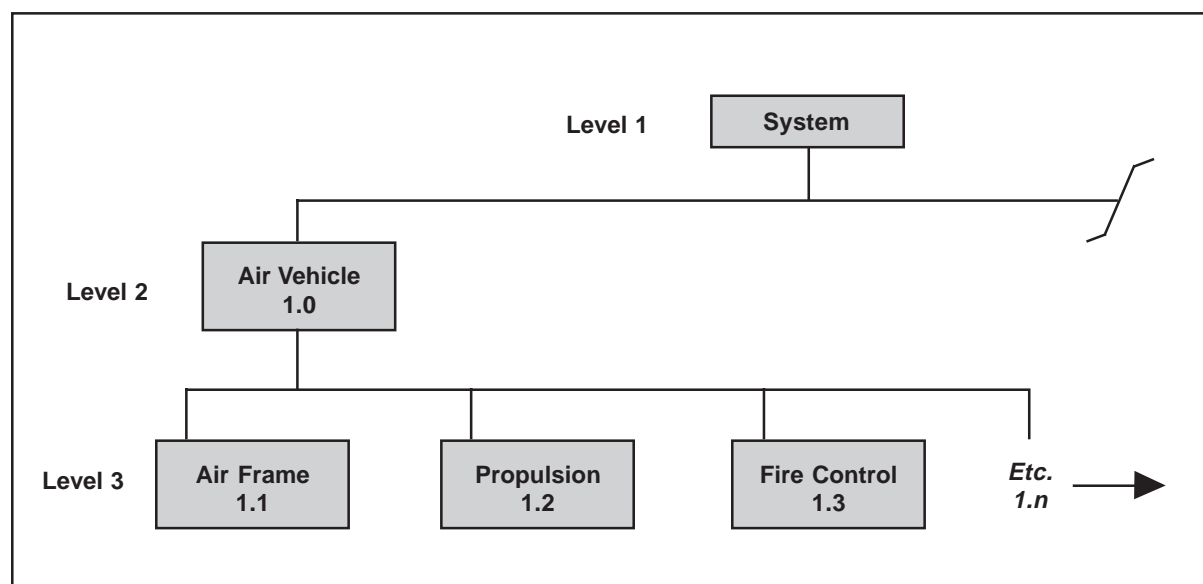 Level 1
System
Level 2
Air Vehicle
1.0
Level 3
Air Frame
1.1
Propulsion
1.2
Fire Control
1.3
Etc.
1.n